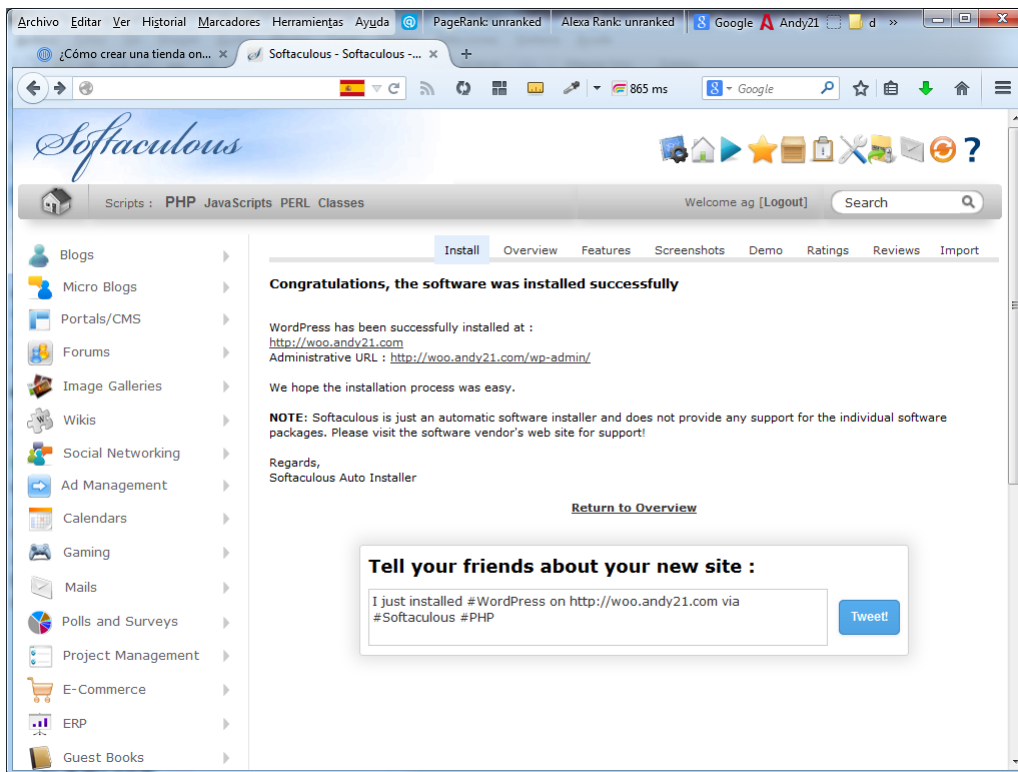 Archivo Editar Ver Historial Marcadores Herramientas Ayuda PageRank: unranked Alexa Rank: unranked Google Andy21 d »
¿Cómo crear una tienda on... × Softaculous - Softaculous -... × +
865 ms Google
Softaculous
Scripts : PHP JavaScripts PERL Classes Welcome ag [Logout] Search
Install Overview Features Screenshots Demo Ratings Reviews Import
Blogs
Micro Blogs
Portals/CMS
Forums
Image Galleries
Wikis
Social Networking
Ad Management
Calendars
Gaming
Mails
Polls and Surveys
Project Management
E-Commerce
ERP
Guest Books
Congratulations, the software was installed successfully
WordPress has been successfully installed at :
http://woo.andy21.com
Administrative URL : http://woo.andy21.com/wp-admin/
We hope the installation process was easy.
NOTE: Softaculous is just an automatic software installer and does not provide any support for the individual software
packages. Please visit the software vendor's web site for support!
Regards,
Softaculous Auto Installer
Return to Overview
Tell your friends about your new site :
I just installed #WordPress on http://woo.andy21.com via
#Softaculous #PHP
Tweet!